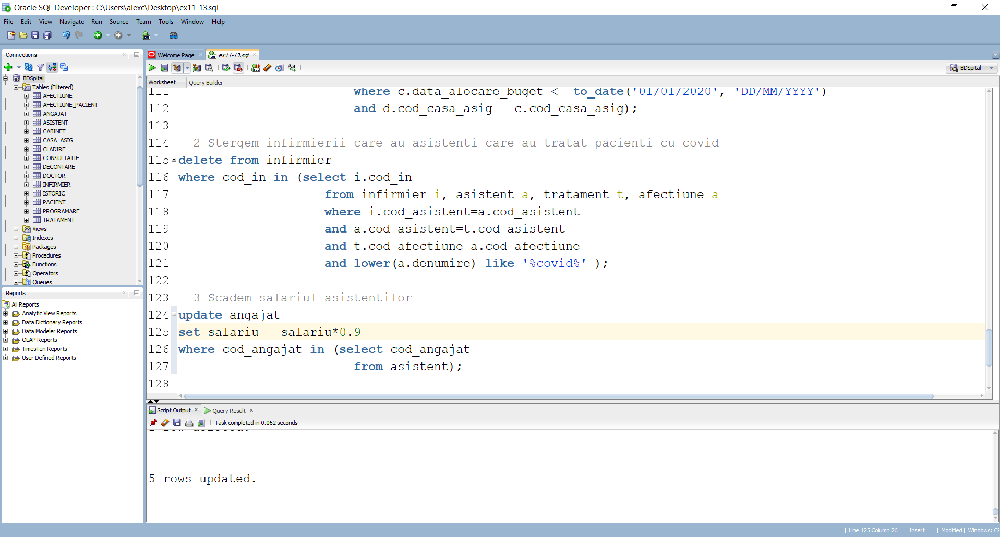 Oracle SQL Developer : C:\Users\alexc\Desktop\ex11-13.sql
File Edit View Navigate Run Source Team Tools Window Help
Connections
BDSpital
Tables (Filtered)
AFECTIUNE
AFECTIUNE_PACIENT
ANGAJAT
ASISTENT
CABINET
CASA_ASIG
CLADIRE
CONSULTATIE
DECONTARE
DOCTOR
INFIRMIER
ISTORIC
PACIENT
PROGRAMARE
TRATAMENT
Views
Indexes
Packages
Procedures
Functions
Operators
Queues
Reports
All Reports
Analytic View Reports
Data Dictionary Reports
Data Modeler Reports
OLAP Reports
TimesTen Reports
User Defined Reports
Welcome Page ex11-13.sql
BDSpital
Worksheet Query Builder
111 where c.data_alocare_buget <= to_date('01/01/2020', 'DD/MM/YYYY')
112 and d.cod_casa_asig = c.cod_casa_asig);
113
114 --2 Stergem infirmierii care au asistenti care au tratat pacienti cu covid
115 delete from infirmier
116 where cod_in in (select i.cod_in
117 from infirmier i, asistent a, tratament t, afectiune a
118 where i.cod_asistent=a.cod_asistent
119 and a.cod_asistent=t.cod_asistent
120 and t.cod_afectiune=a.cod_afectiune
121 and lower(a.denumire) like '%covid%' );
122
123 --3 Scadem salariul asistentilor
124 update angajat
125 set salariu = salariu*0.9
126 where cod_angajat in (select cod_angajat
127 from asistent);
128
Script Output Query Result
Task completed in 0.062 seconds
5 rows updated.
Line 125 Column 26 | Insert | Modified | Windows: